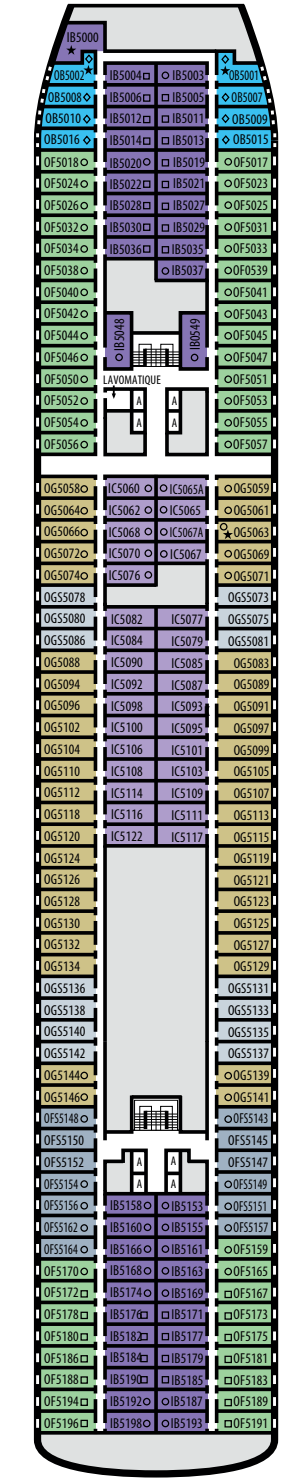 IB5000
OB5002 OB5001
IB5004 IB5003
OB5008 IB5006 IB5005 OB5007
OB5010 IB5012 IB5011 OB5009
OB5016 IB5014 IB5013 OB5015
OF5018 IB5020 IB5019 OF5017
OF5024 IB5022 IB5021 OF5023
OF5026 IB5028 IB5027 OF5025
OF5032 IB5030 IB5029 OF5031
OF5034 IB5036 IB5035 OF5033
OF5038 IB5037 OF0539
OF5040 OF5041
OF5042 OF5043
OF5044 IB5048 IB0549 OF5045
OF5046 OF5047
OF5050 LAVOMATIQUE OF5051
OF5052 A A OF5053
OF5054 A A OF5055
OF5056 OF5057
OG5058 IC5060 IC5065A OG5059
OG5064 IC5062 IC5065 OG5061
OG5066 IC5068 IC5067A OG5063
OG5072 IC5070 IC5067 OG5069
OG5074 IC5076 OG5071
OGS5078 OGS5073
OGS5080 IC5082 IC5077 OGS5075
OGS5086 IC5084 IC5079 OGS5081
OG5088 IC5090 IC5085 OG5083
OG5094 IC5092 IC5087 OG5089
OG5096 IC5098 IC5093 OG5091
OG5102 IC5100 IC5095 OG5097
OG5104 IC5106 IC5101 OG5099
OG5110 IC5108 IC5103 OG5105
OG5112 IC5114 IC5109 OG5107
OG5118 IC5116 IC5111 OG5113
OG5120 IC5122 IC5117 OG5115
OG5124 OG5119
OG5126 OG5121
OG5128 OG5123
OG5130 OG5125
OG5132 OG5127
OG5134 OG5129
OGS5136 OGS5131
OGS5138 OGS5133
OGS5140 OGS5135
OGS5142 OGS5137
OG5144 OG5139
OG5146 OG5141
OFS5148 OFS5143
OFS5150 OFS5145
OFS5152 A A OFS5147
OFS5154 A A OFS5149
OFS5156 IB5158 IB5153 OFS5151
OFS5162 IB5160 IB5155 OFS5157
OFS5164 IB5166 IB5161 OF5159
OF5170 IB5168 IB5163 OF5165
OF5172 IB5174 IB5169 OF5167
OF5178 IB5176 IB5171 OF5173
OF5180 IB5182 IB5177 OF5175
OF5186 IB5184 IB5179 OF5181
OF5188 IB5190 IB5185 OF5183
OF5194 IB5192 IB5187 OF5189
OF5196 IB5198 IB5193 OF5191